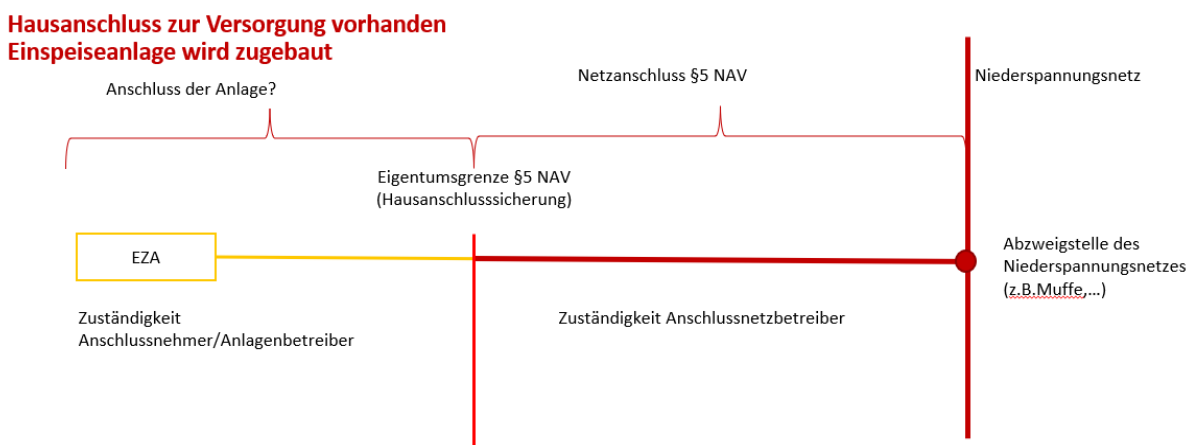 Hausanschluss zur Versorgung vorhanden
Einspeiseanlage wird zugebaut
Anschluss der Anlage?
Netzanschluss §5 NAV
Niederspannungsnetz
Eigentumsgrenze §5 NAV
(Hausanschlusssicherung)
EZA
Abzweigstelle des
Niederspannungsnetzes
(z.B.Muffe,...)
Zuständigkeit
Anschlussnehmer/Anlagenbetreiber
Zuständigkeit Anschlussnetzbetreiber